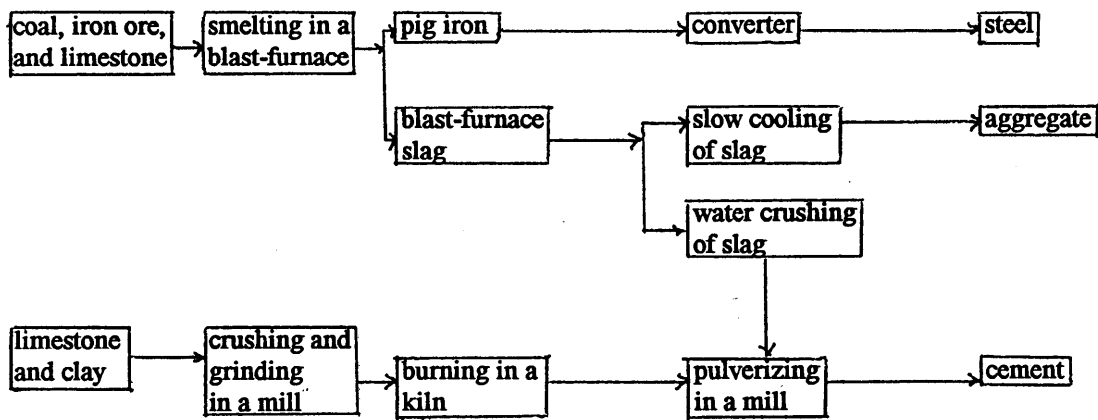 coal, iron ore,
and limestone
smelting in a
blast-furnace
pig iron
converter
steel
blast-furnace
slag
slow cooling
of slag
aggregate
water crushing
of slag
limestone
and clay
crushing and
grinding
in a mill
burning in a
kiln
pulverizing
in a mill
cement